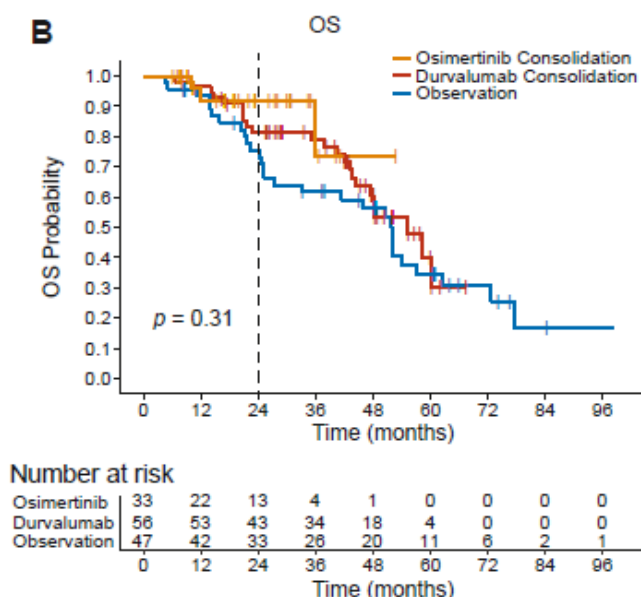 B
OS
Osimertinib Consolidation
Durvalumab Consolidation
Observation
OS Probability
1.0
0.9
0.8
0.7
0.6
0.5
0.4
0.3
0.2
0.1
0.0
p = 0.31
0 12 24 36 48 60 72 84 96
Time (months)
Number at risk
Osimertinib 33 22 13 4 1 0 0 0 0
Durvalumab 56 53 43 34 18 4 0 0 0
Observation 47 42 33 26 20 11 6 2 1
0 12 24 36 48 60 72 84 96
Time (months)